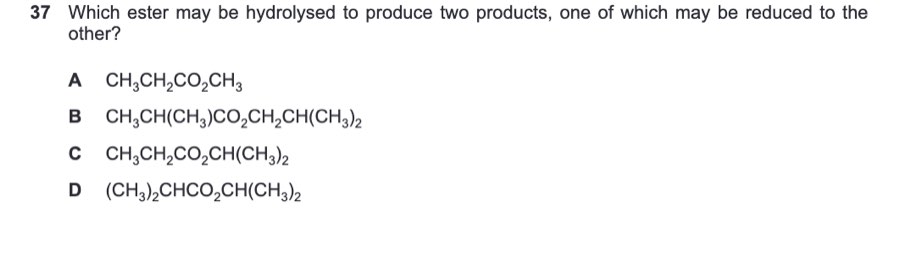 37 Which ester may be hydrolysed to produce two products, one of which may be reduced to the
other?
A CH₃CH₂CO₂CH₃
B CH₃CH(CH₃)CO₂CH₂CH(CH₃)₂
C CH₃CH₂CO₂CH(CH₃)₂
D (CH₃)₂CHCO₂CH(CH₃)₂